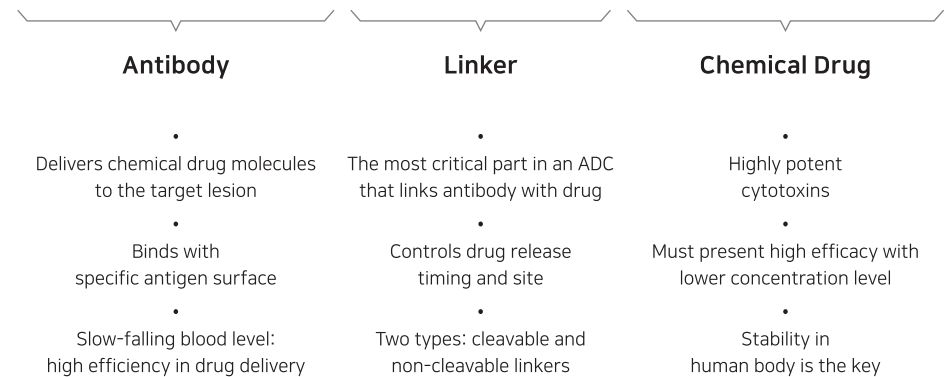 Antibody
•
Delivers chemical drug molecules
to the target lesion
•
Binds with
specific antigen surface
•
Slow-falling blood level:
high efficiency in drug delivery
Linker
•
The most critical part in an ADC
that links antibody with drug
•
Controls drug release
timing and site
•
Two types: cleavable and
non-cleavable linkers
Chemical Drug
•
Highly potent
cytotoxins
•
Must present high efficacy with
lower concentration level
•
Stability in
human body is the key